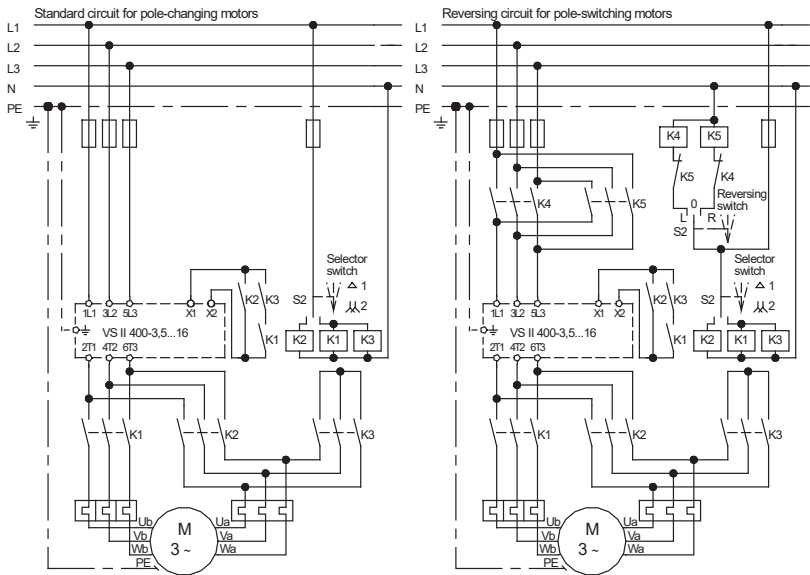 Standard circuit for pole-changing motors
L1
L2
L3
N
PE
K2
K3
K1
Selector
switch
S2
1
2
1L1 3L2 5L3 X1 X2
VS II 400-3,5...16
2T1 4T2 6T3
K2 K1 K3
K1 K2 K3
Ub
Vb
Wb
PE
M
3 ~
Ua
Va
Wa
Reversing circuit for pole-switching motors
L1
L2
L3
N
PE
K4 K5
K5 K4
K4 K5
Reversing
switch
L 0 R
S2
K2
K3
K1
Selector
switch
S2
1
2
1L1 3L2 5L3 X1 X2
VS II 400-3,5...16
2T1 4T2 6T3
K2 K1 K3
K1 K2 K3
Ub
Vb
Wb
PE
M
3 ~
Ua
Va
Wa